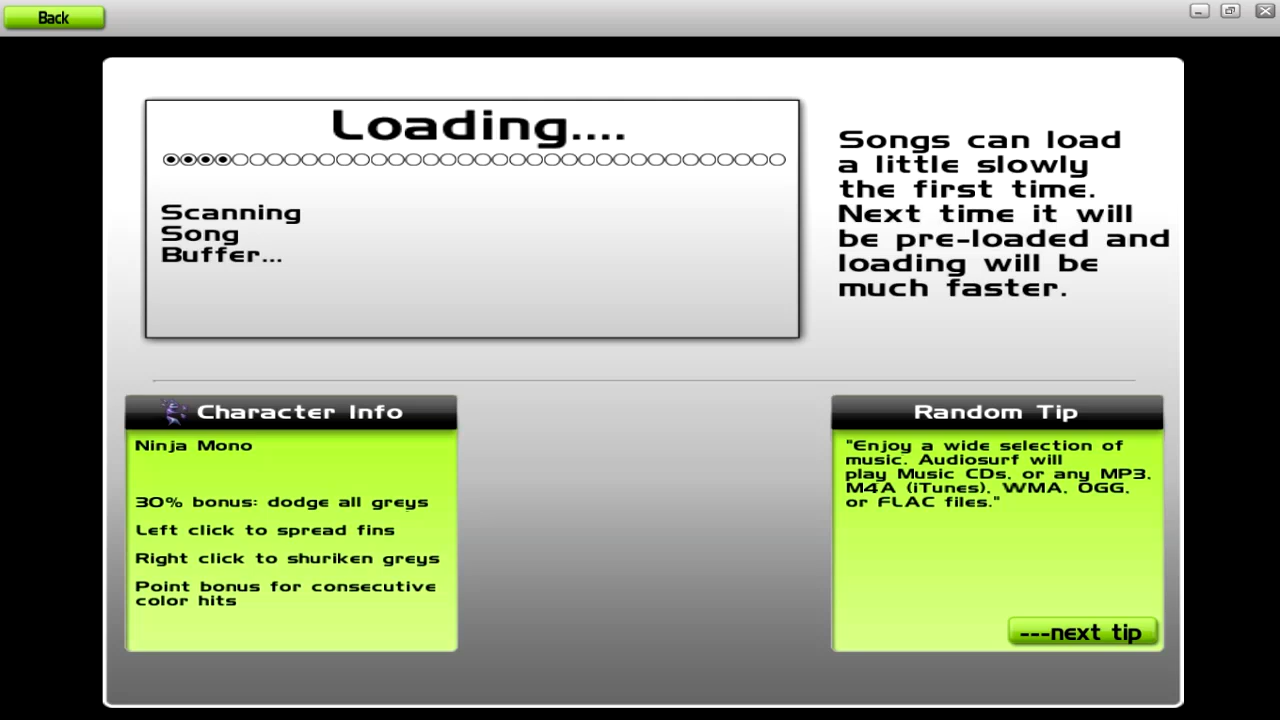 Back
Loading....
Scanning
Song
Buffer...
Songs can load
a little slowly
the first time.
Next time it will
be pre-loaded and
loading will be
much faster.
Character Info
Ninja Mono
30% bonus: dodge all greys
Left click to spread fins
Right click to shuriken greys
Point bonus for consecutive
color hits
Random Tip
"Enjoy a wide selection of
music. Audiosurf will
play Music CDs, or any MP3,
M4A (iTunes), WMA, OGG,
or FLAC files."
---next tip